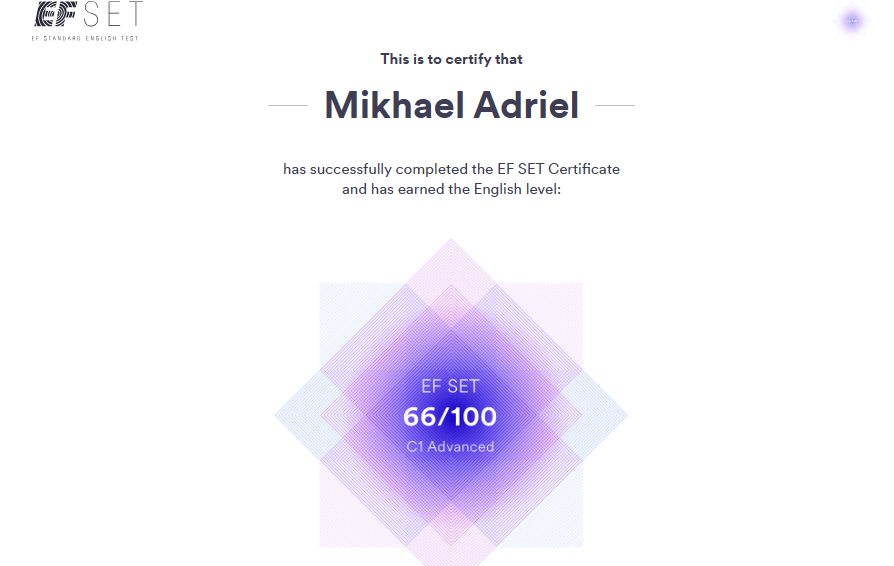 EF SET
EF STANDARD ENGLISH TEST
This is to certify that
Mikhael Adriel
has successfully completed the EF SET Certificate
and has earned the English level:
EF SET
66/100
C1 Advanced